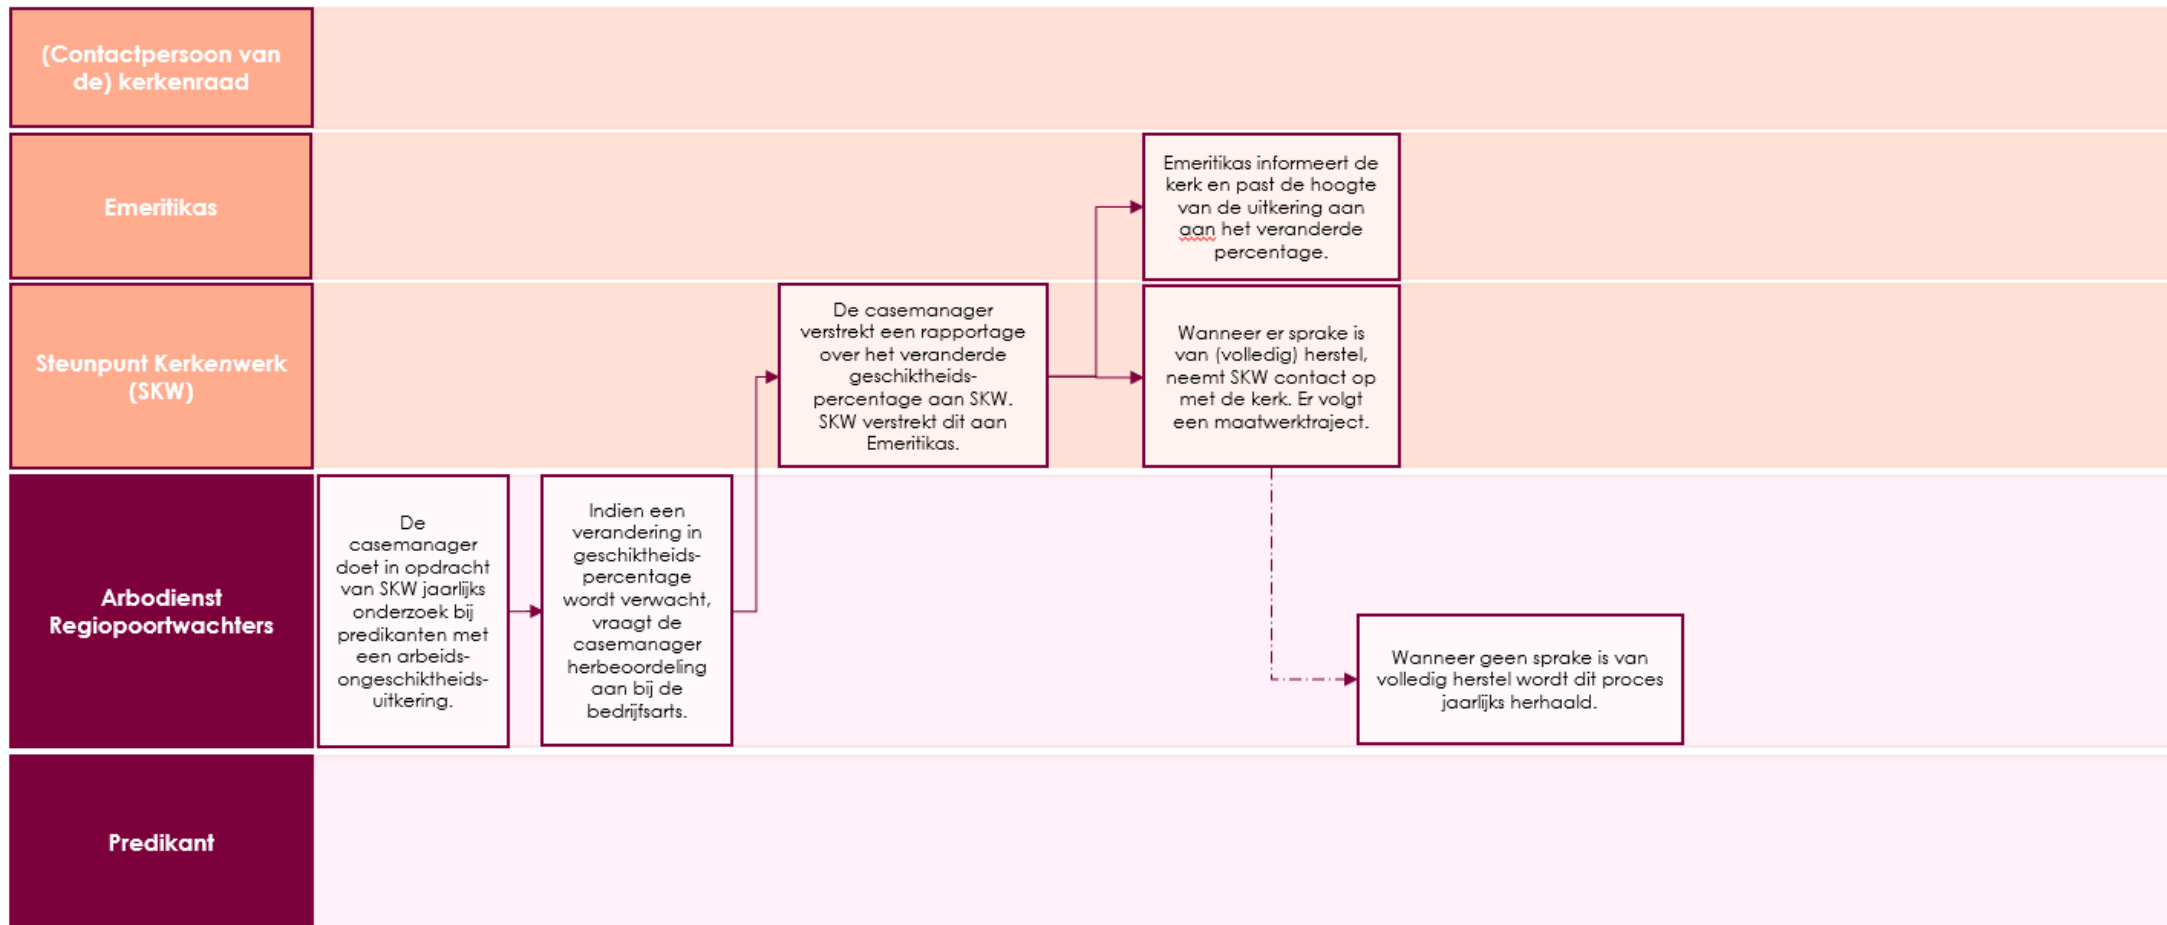 (Contactpersoon van
de) kerkenraad
Emeritikas
Emeritikas informeert de
kerk en past de hoogte
van de uitkering aan
aan het veranderde
percentage.
Steunpunt Kerkenwerk
(SKW)
De casemanager
verstrekt een rapportage
over het veranderde
geschiktheids-
percentage aan SKW.
SKW verstrekt dit aan
Emeritikas.
Wanneer er sprake is
van (volledig) herstel,
neemt SKW contact op
met de kerk. Er volgt
een maatwerktraject.
Arbodienst
Regiopoortwachters
De
casemanager
doet in opdracht
van SKW jaarlijks
onderzoek bij
predikanten met
een arbeids-
ongeschiktheids-
uitkering.
Indien een
verandering in
geschiktheids-
percentage
wordt verwacht,
vraagt de
casemanager
herbeoordeling
aan bij de
bedrijfsarts.
Wanneer geen sprake is van
volledig herstel wordt dit proces
jaarlijks herhaald.
Predikant